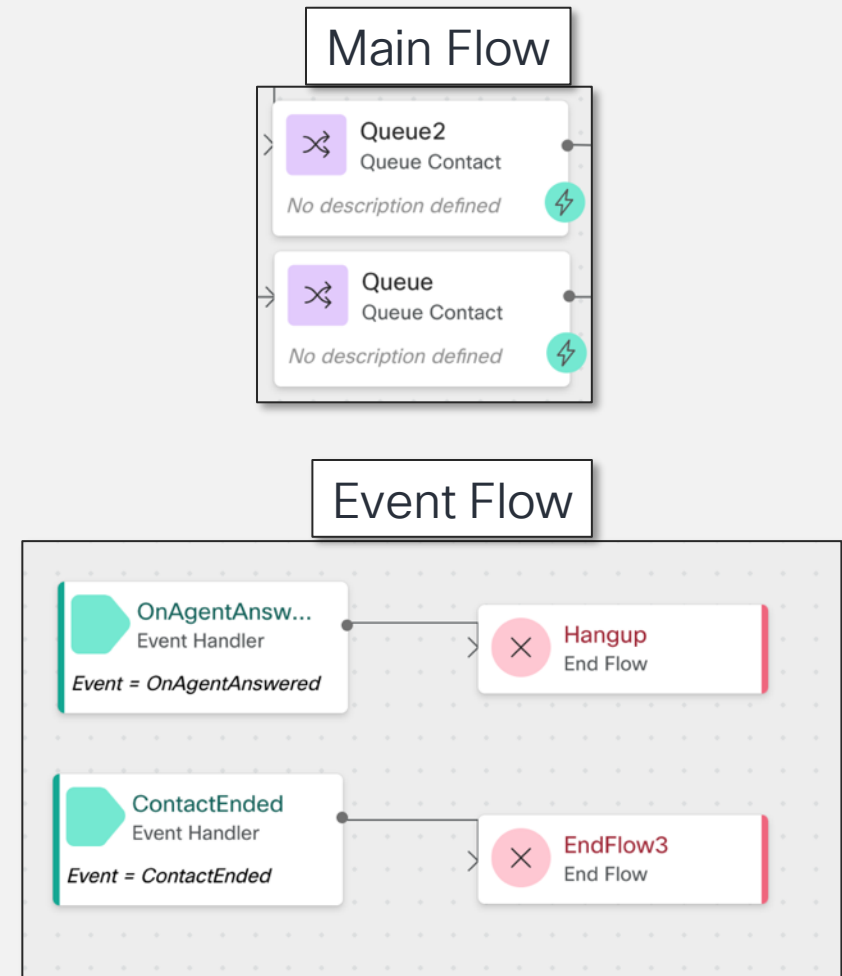 Main Flow
Queue2
Queue Contact
No description defined
Queue
Queue Contact
No description defined
Event Flow
OnAgentAnsw...
Event Handler
Event = OnAgentAnswered
Hangup
End Flow
ContactEnded
Event Handler
Event = ContactEnded
EndFlow3
End Flow